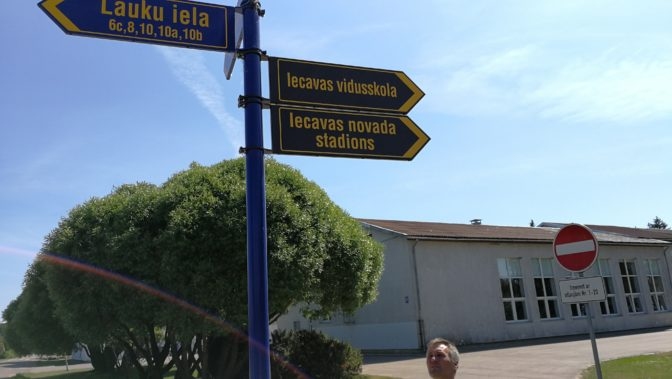 Lauku iela
6c,8,10,10a,10b
Iecavas vidusskola
Iecavas novada
stadions